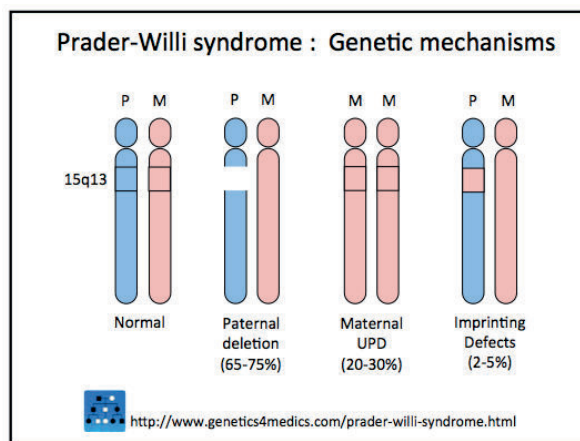 Prader-Willi syndrome : Genetic mechanisms
P M P M M M P M
15q13
Normal
Paternal
deletion
(65-75%)
Maternal
UPD
(20-30%)
Imprinting
Defects
(2-5%)
http://www.genetics4medics.com/prader-willi-syndrome.html